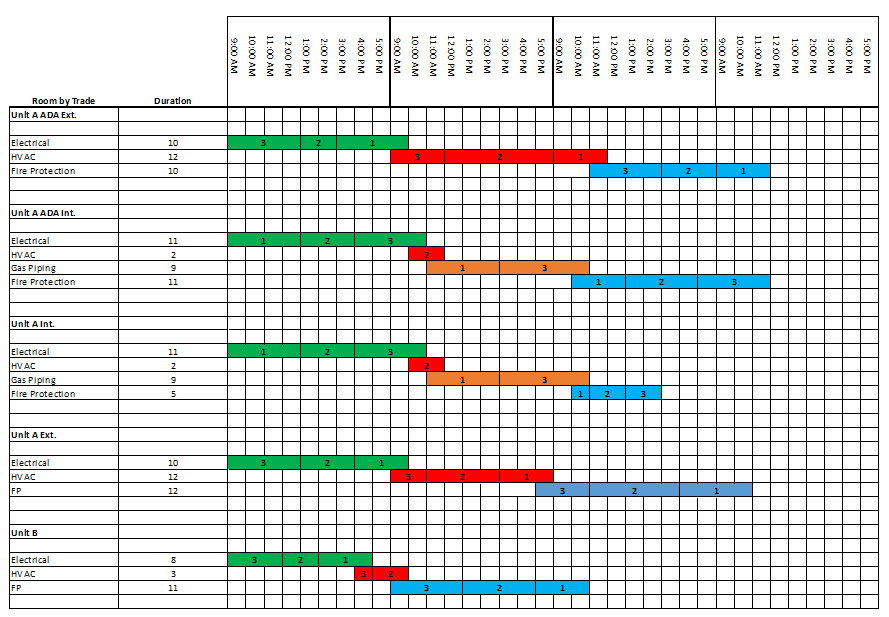 9:00 AM 10:00 AM 11:00 AM 12:00 PM 1:00 PM 2:00 PM 3:00 PM 4:00 PM 5:00 PM 9:00 AM 10:00 AM 11:00 AM 12:00 PM 1:00 PM 2:00 PM 3:00 PM 4:00 PM 5:00 PM 9:00 AM 10:00 AM 11:00 AM 12:00 PM 1:00 PM 2:00 PM 3:00 PM 4:00 PM 5:00 PM 9:00 AM 10:00 AM 11:00 AM 12:00 PM 1:00 PM 2:00 PM 3:00 PM 4:00 PM 5:00 PM
Room by Trade Duration
Unit A ADA Ext.
Electrical 10 3 2 1
HVAC 12 3 2 1
Fire Protection 10 3 2 1
Unit A ADA Int.
Electrical 11 1 2 3
HVAC 2 2
Gas Piping 9 1 3
Fire Protection 11 1 2 3
Unit A Int.
Electrical 11 1 2 3
HVAC 2 2
Gas Piping 9 1 3
Fire Protection 5 1 2 3
Unit A Ext.
Electrical 10 3 2 1
HVAC 12 3 2 1
FP 12 3 2 1
Unit B
Electrical 8 3 2 1
HVAC 3 3 2
FP 11 3 2 1